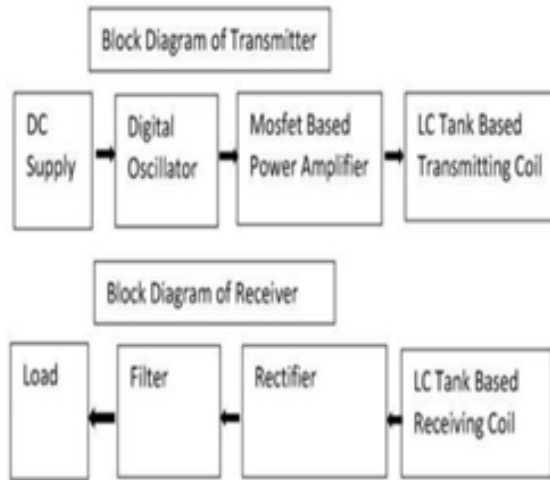 Block Diagram of Transmitter
DC
Supply
Digital
Oscillator
Mosfet Based
Power Amplifier
LC Tank Based
Transmitting Coil
Block Diagram of Receiver
Load
Filter
Rectifier
LC Tank Based
Receiving Coil